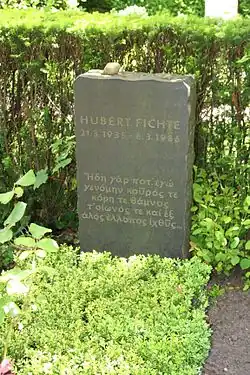 HUBERT FICHTE
21.3.1935 - 8.3.1986
Ἤδη γάρ ποτ' ἐγὼ
γενόμην κοῦρός τε
κόρη τε θάμνος
τ' οἰωνός τε καὶ ἐξ
ἁλὸς ἔλλοπος ἰχθύς...